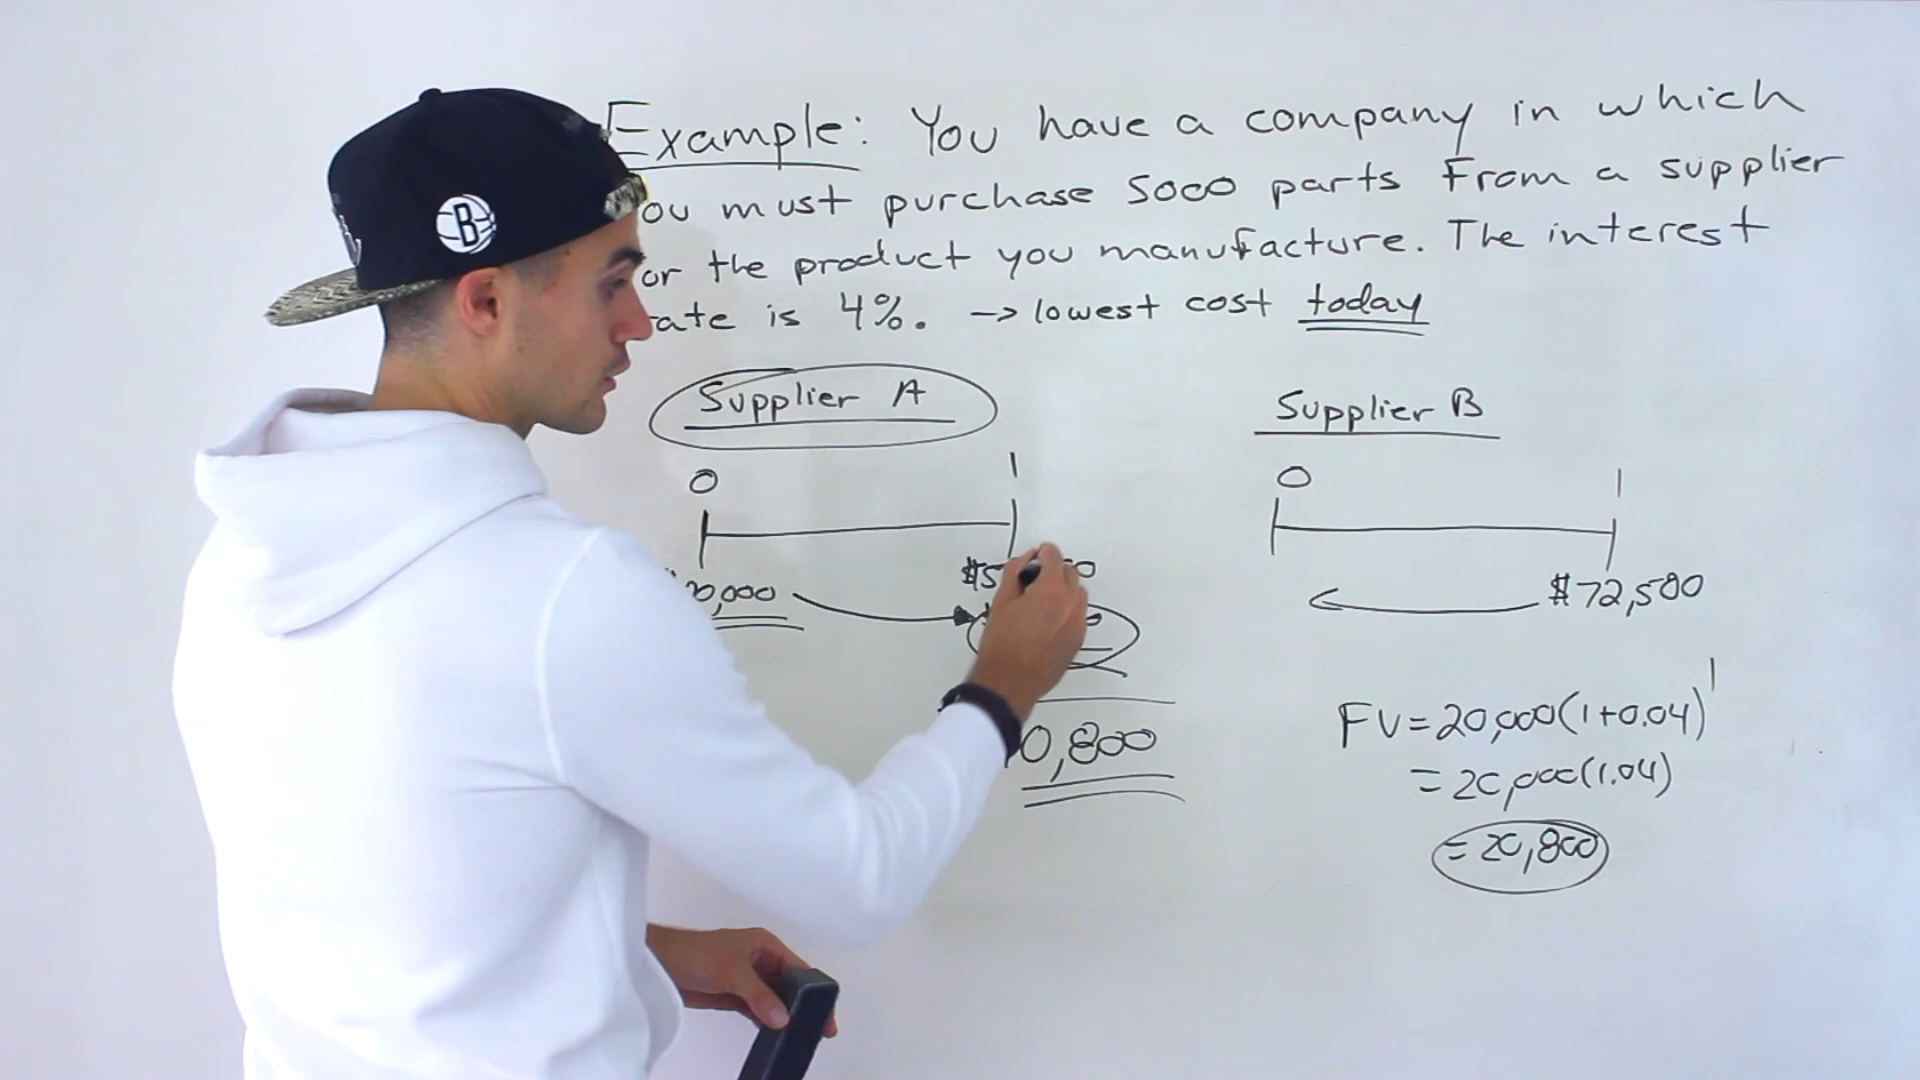 Example: You have a company in which
ou must purchase 5000 parts from a supplier
or the product you manufacture. The interest
ate is 4%. → lowest cost today
Supplier A
Supplier B
0 1
0 1
0,000
$72,500
0,800
FV=20,000(1+0.04)¹
=20,000(1.04)
=20,800
B